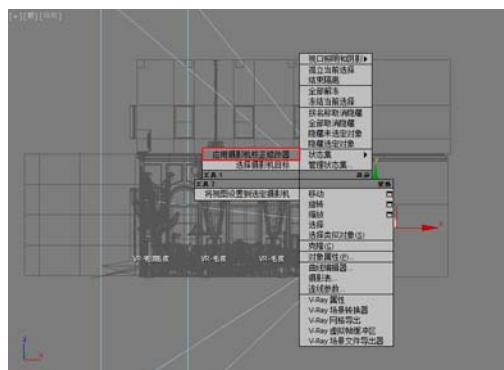 [+][前][线框]
视口照明和阴影
孤立当前选择
结束隔离
全部解冻
冻结当前选择
按名称取消隐藏
全部取消隐藏
隐藏未选定对象
隐藏选定对象
应用摄影机校正修改器
状态集
选择摄影机目标
管理状态集...
工具 1
显示
工具 2
变换
将视图设置到选定摄影机
移动
旋转
缩放
选择
选择类似对象(S)
克隆(C)
对象属性(P)...
曲线编辑器...
摄影表...
连线参数...
V-Ray 属性
V-Ray 场景转换器
V-Ray 网格导出
V-Ray 虚拟帧缓冲区
V-Ray 场景文件导出器
VR-毛皮
VR-毛皮
VR-毛皮
x
z
x